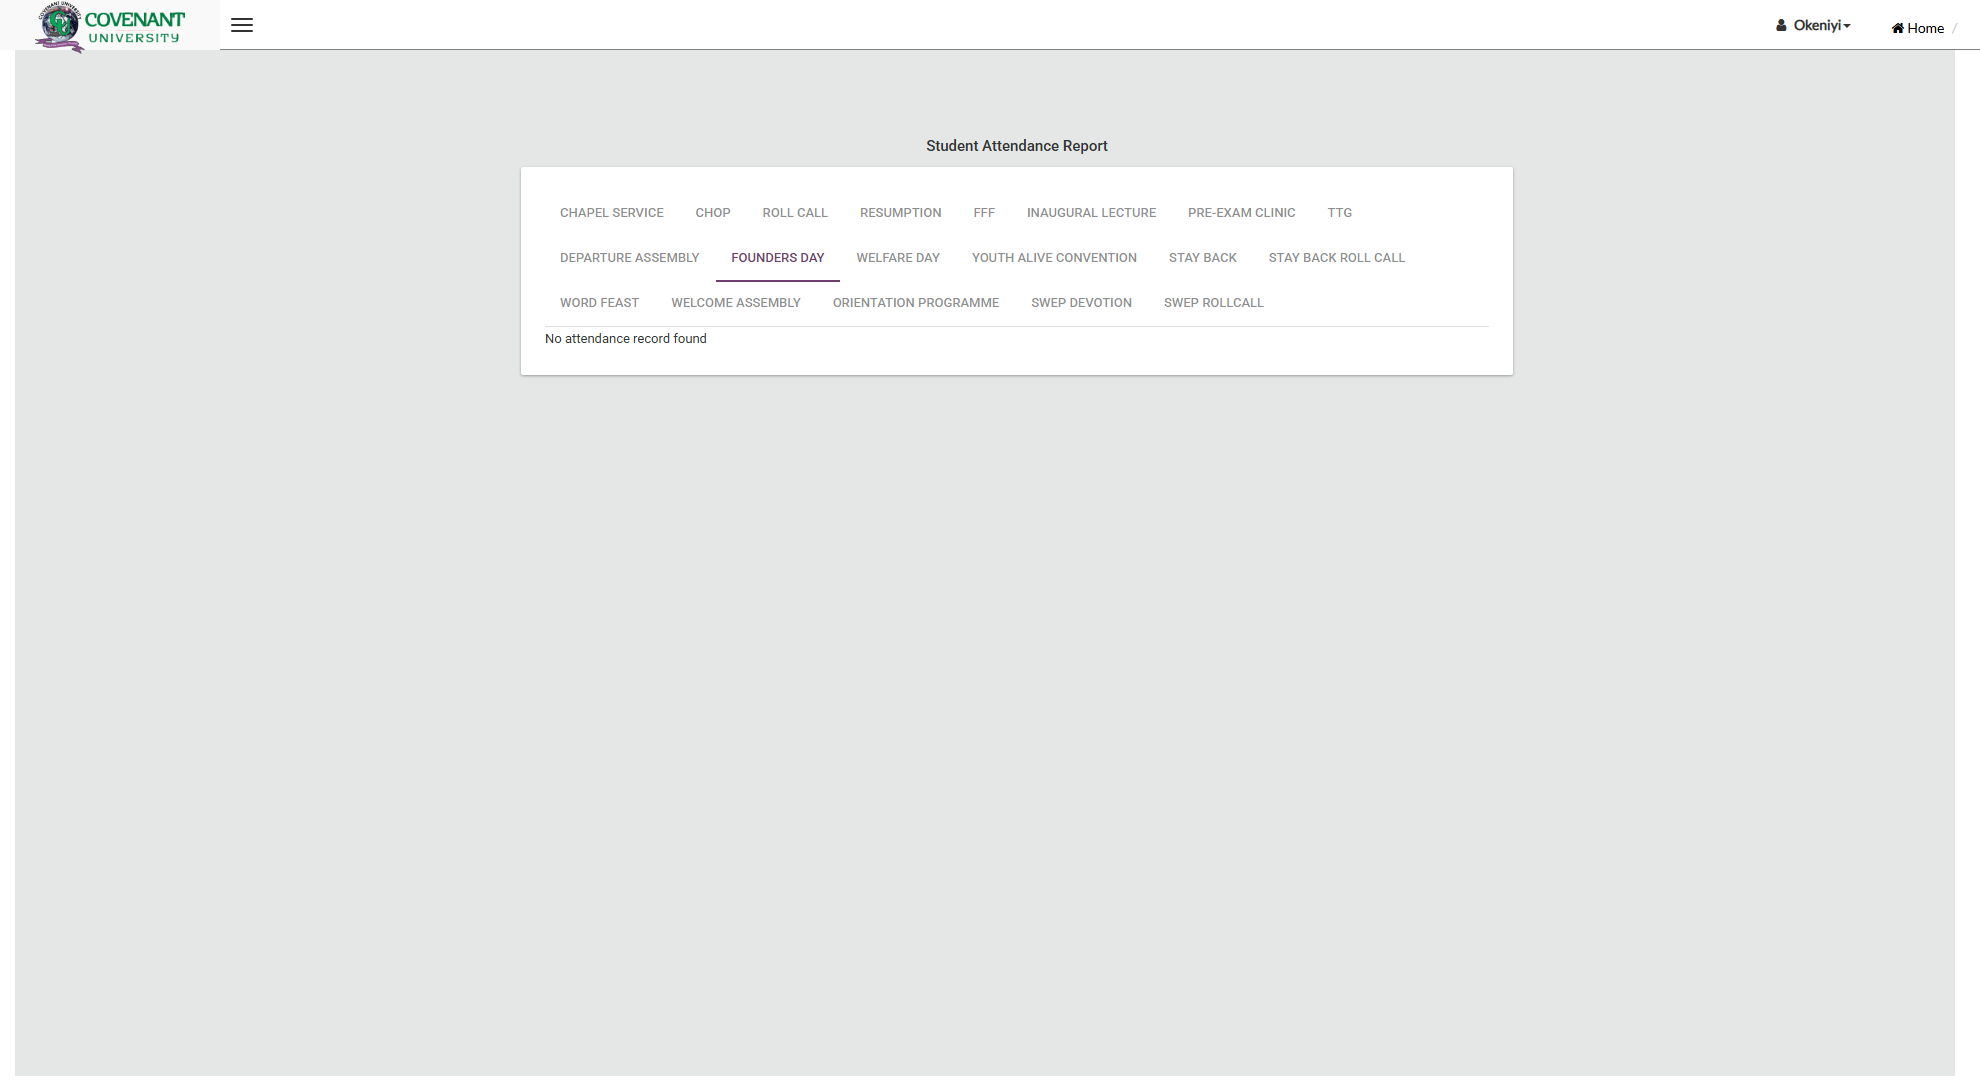 COVENANT
UNIVERSITY
Okeniyi
Home /
Student Attendance Report
CHAPEL SERVICE CHOP ROLL CALL RESUMPTION FFF INAUGURAL LECTURE PRE-EXAM CLINIC TTG
DEPARTURE ASSEMBLY FOUNDERS DAY WELFARE DAY YOUTH ALIVE CONVENTION STAY BACK STAY BACK ROLL CALL
WORD FEAST WELCOME ASSEMBLY ORIENTATION PROGRAMME SWEP DEVOTION SWEP ROLLCALL
No attendance record found